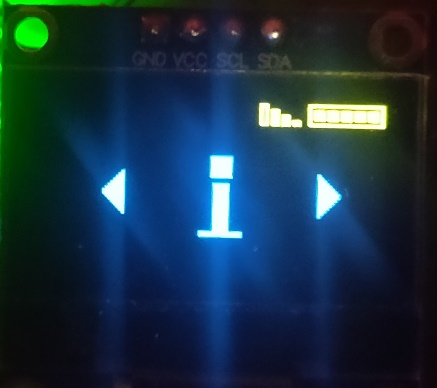 GND VCC SCL SDA
i